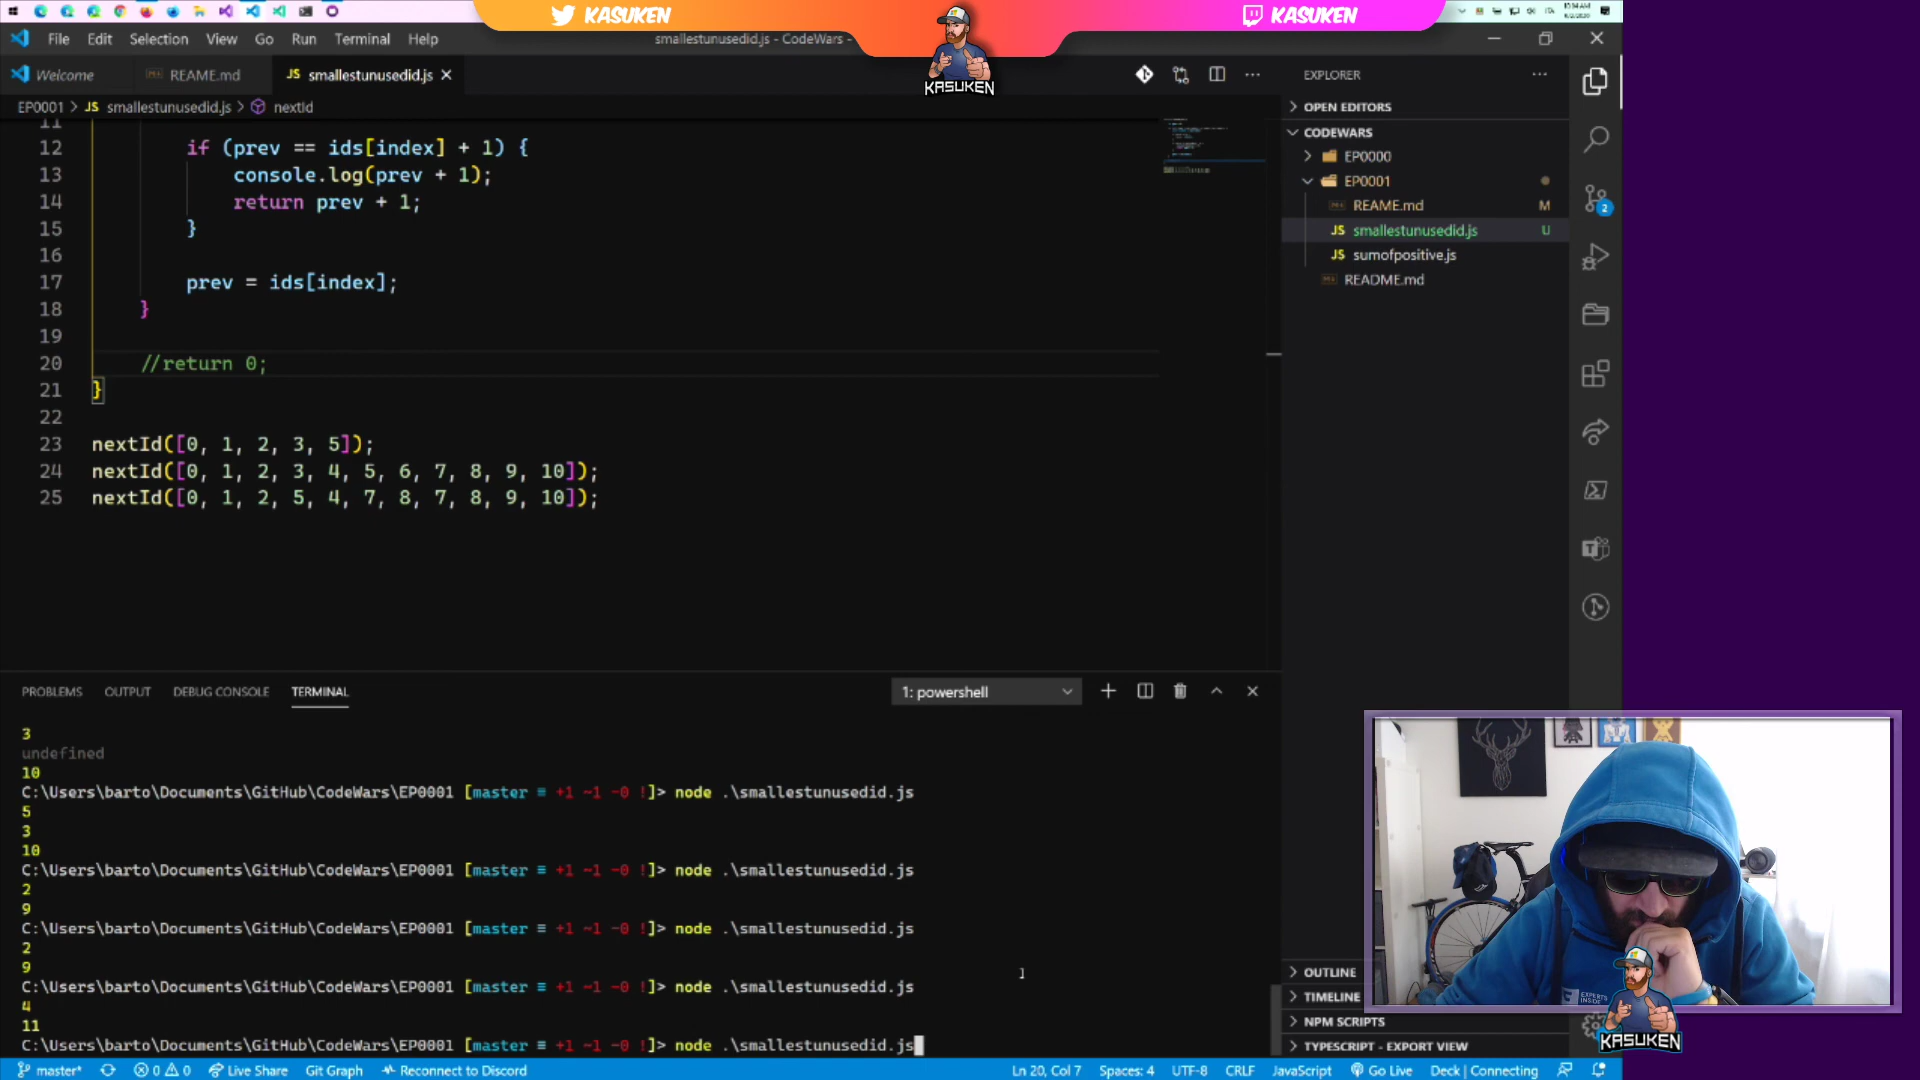 KASUKEN
KASUKEN
KASUKEN
File Edit Selection View Go Run Terminal Help
smallestunusedid.js - CodeWars -
Welcome
REAME.md
JS smallestunusedid.js
EP0001 > JS smallestunusedid.js > nextId
11
12 if (prev == ids[index] + 1) {
13 console.log(prev + 1);
14 return prev + 1;
15 }
16
17 prev = ids[index];
18 }
19
20 //return 0;
21 }
22
23 nextId([0, 1, 2, 3, 5]);
24 nextId([0, 1, 2, 3, 4, 5, 6, 7, 8, 9, 10]);
25 nextId([0, 1, 2, 5, 4, 7, 8, 7, 8, 9, 10]);
EXPLORER
OPEN EDITORS
CODEWARS
EP0000
EP0001
REAME.md M
JS smallestunusedid.js U
JS sumofpositive.js
README.md
2
PROBLEMS OUTPUT DEBUG CONSOLE TERMINAL
1: powershell
3
undefined
10
C:\Users\barto\Documents\GitHub\CodeWars\EP0001 [master ≡ +1 ~1 -0 !]> node .\smallestunusedid.js
5
3
10
C:\Users\barto\Documents\GitHub\CodeWars\EP0001 [master ≡ +1 ~1 -0 !]> node .\smallestunusedid.js
2
9
C:\Users\barto\Documents\GitHub\CodeWars\EP0001 [master ≡ +1 ~1 -0 !]> node .\smallestunusedid.js
2
9
C:\Users\barto\Documents\GitHub\CodeWars\EP0001 [master ≡ +1 ~1 -0 !]> node .\smallestunusedid.js
4
11
C:\Users\barto\Documents\GitHub\CodeWars\EP0001 [master ≡ +1 ~1 -0 !]> node .\smallestunusedid.js
OUTLINE
TIMELINE
NPM SCRIPTS
TYPESCRIPT - EXPORT VIEW
EXPERTS
INSIDE
KASUKEN
master* 0 0 Live Share Git Graph Reconnect to Discord
Ln 20, Col 7 Spaces: 4 UTF-8 CRLF JavaScript Go Live Deck | Connecting